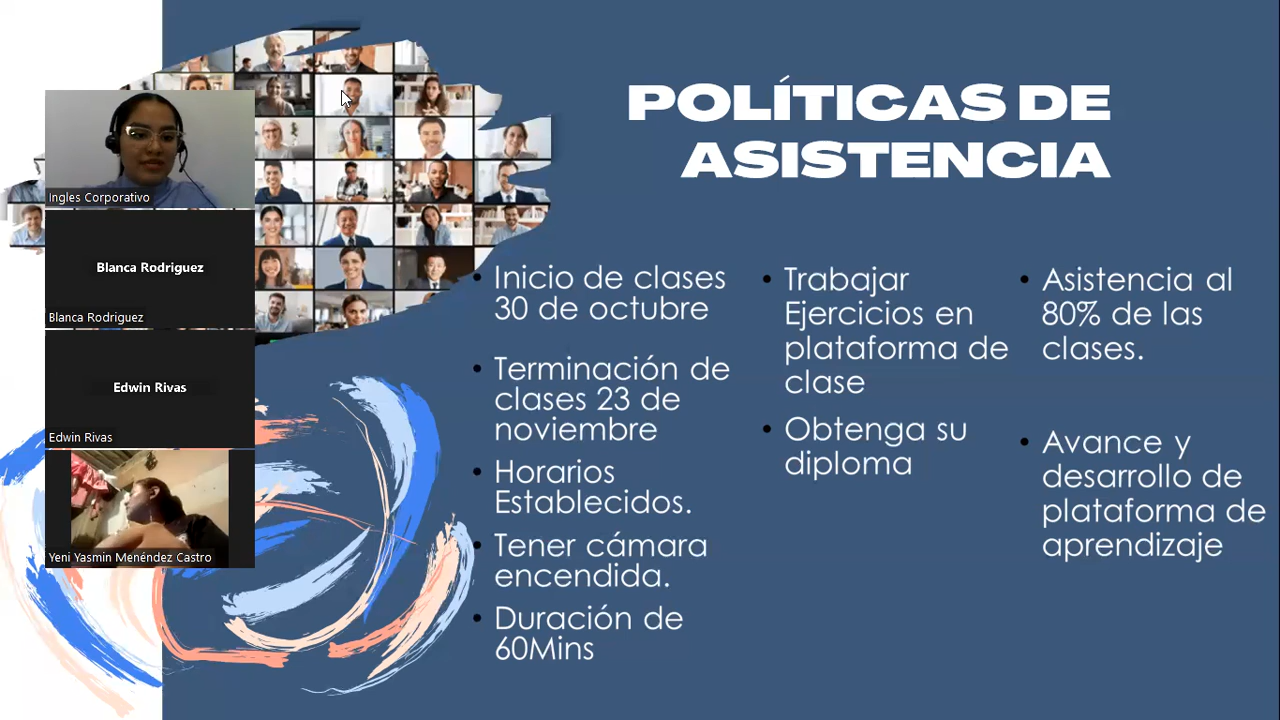 POLÍTICAS DE
ASISTENCIA
Ingles Corporativo
Blanca Rodriguez
Blanca Rodriguez
Edwin Rivas
Edwin Rivas
Yeni Yasmin Menéndez Castro
• Inicio de clases
30 de octubre
• Terminación de
clases 23 de
noviembre
• Horarios
Establecidos.
• Tener cámara
encendida.
• Duración de
60Mins
• Trabajar
Ejercicios en
plataforma de
clase
• Obtenga su
diploma
• Asistencia al
80% de las
clases.
• Avance y
desarrollo de
plataforma de
aprendizaje